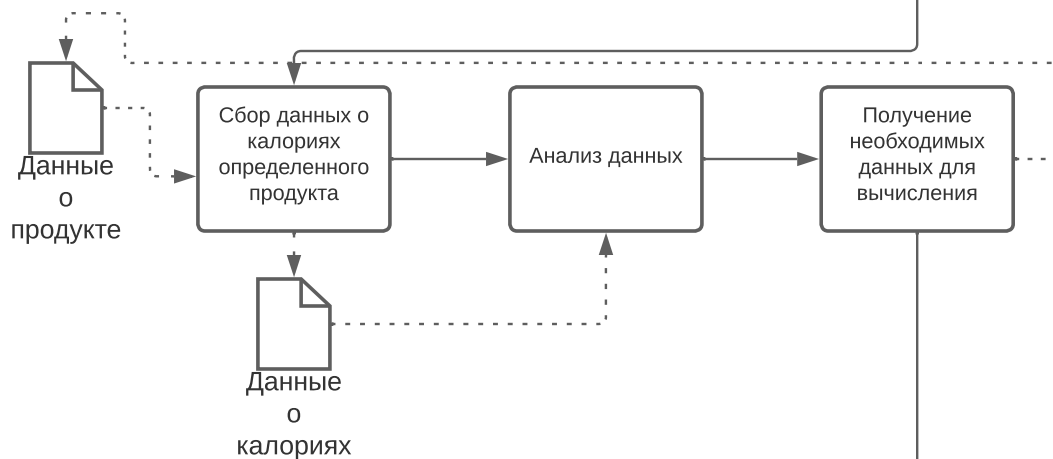 Данные
о
продукте
Сбор данных о
калориях
определенного
продукта
Анализ данных
Получение
необходимых
данных для
вычисления
Данные
о
калориях